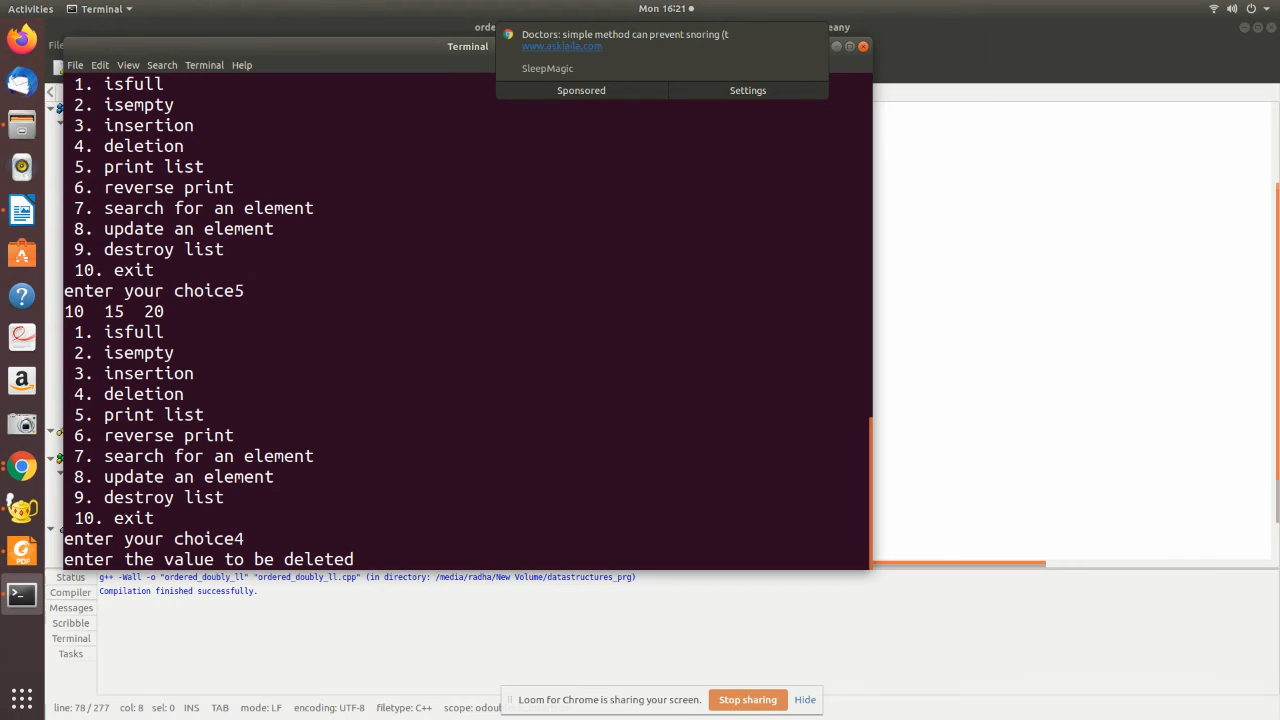 Activities
Terminal
Mon 16:21
orde
eany
Fil
Terminal
Doctors: simple method can prevent snoring (t
www.asklaila.com
SleepMagic
Sponsored
Settings
File Edit View Search Terminal Help
1. isfull
2. isempty
3. insertion
4. deletion
5. print list
6. reverse print
7. search for an element
8. update an element
9. destroy list
10. exit
enter your choice5
10 15 20
1. isfull
2. isempty
3. insertion
4. deletion
5. print list
6. reverse print
7. search for an element
8. update an element
9. destroy list
10. exit
enter your choice4
enter the value to be deleted
Status
Compiler
Messages
Scribble
Terminal
Tasks
g++ -Wall -o "ordered_doubly_ll" "ordered_doubly_ll.cpp" (in directory: /media/radha/New Volume/datastructures_prg)
Compilation finished successfully.
Loom for Chrome is sharing your screen. Stop sharing Hide
line: 78 / 277 col: 8 sel: 0 INS TAB mode: LF encoding: UTF-8 filetype: C++ scope: odoubl
PDF